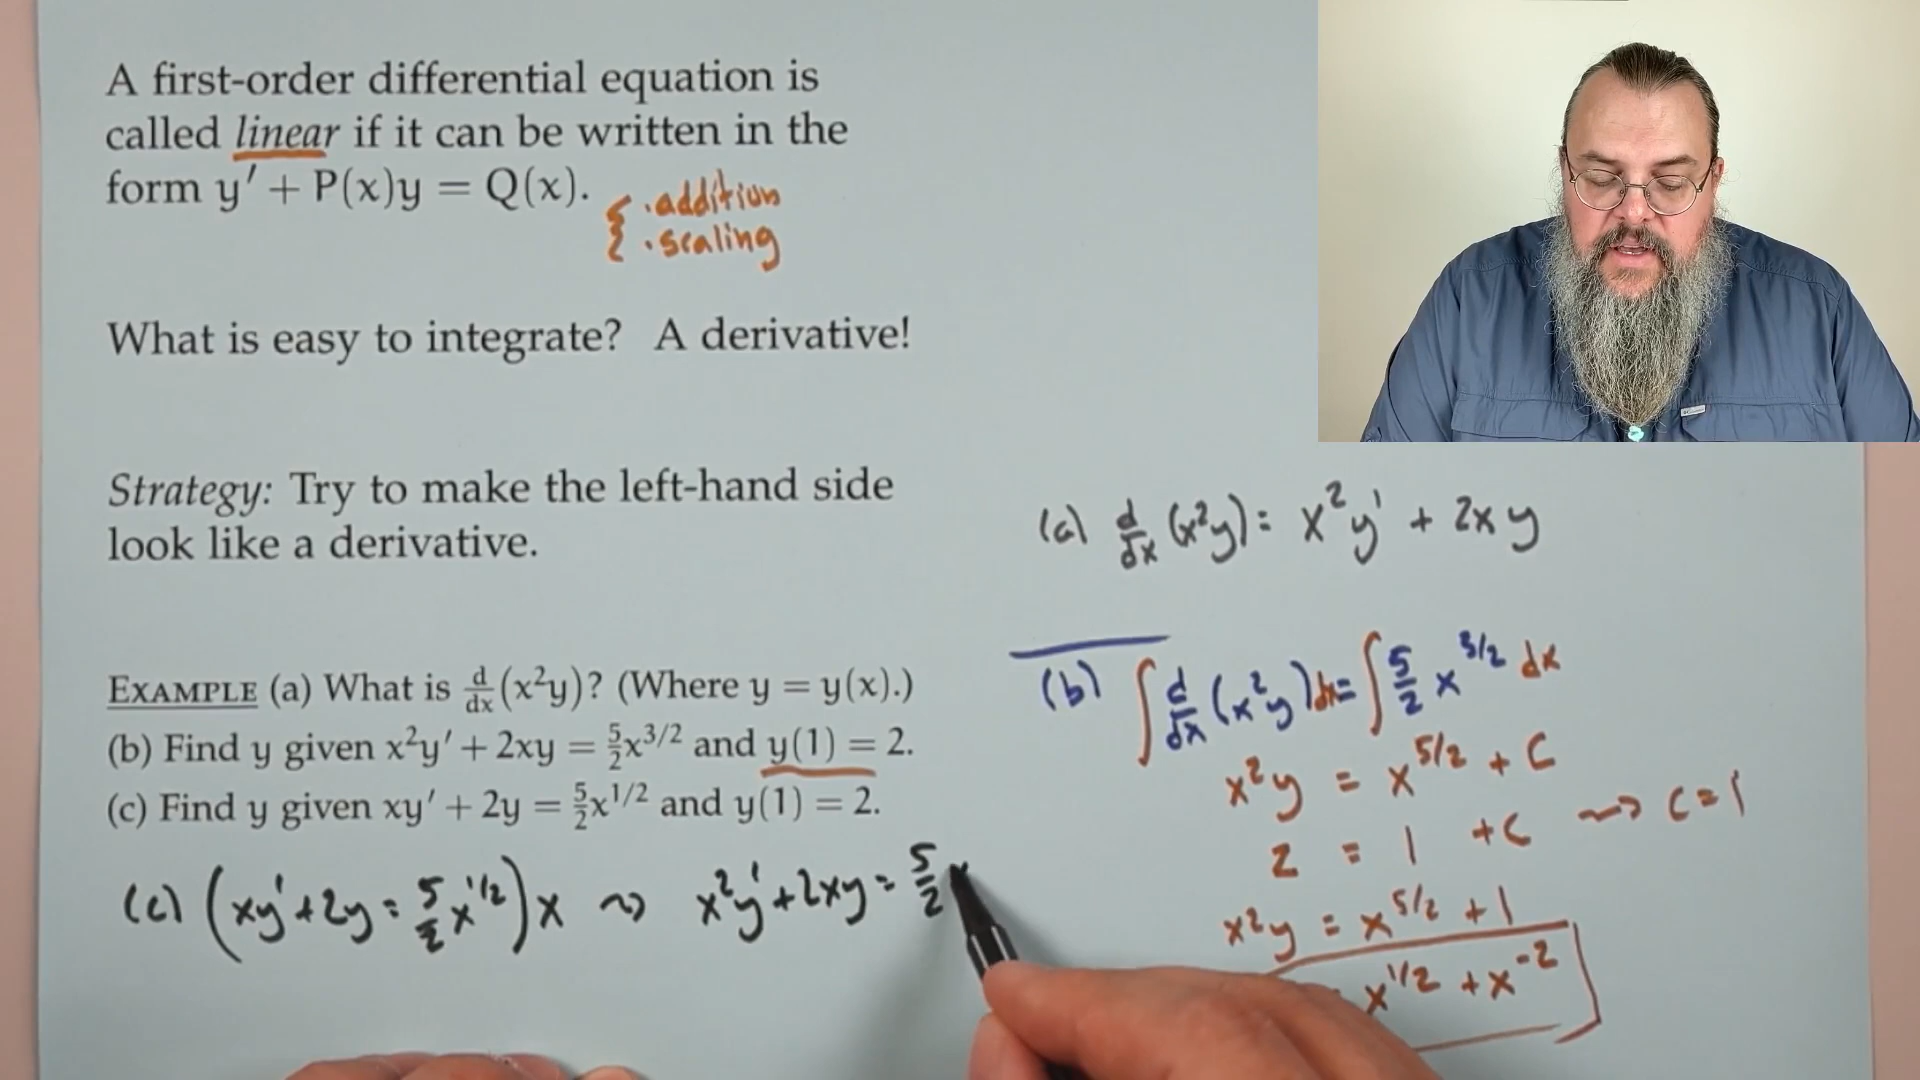 A first-order differential equation is
called linear if it can be written in the
form y′ + P(x)y = Q(x).
{ · addition
· scaling
What is easy to integrate? A derivative!
Strategy: Try to make the left-hand side
look like a derivative.
EXAMPLE (a) What is d/dx (x²y)? (Where y = y(x).)
(b) Find y given x²y′ + 2xy = 5/2 x^3/2 and y(1) = 2.
(c) Find y given xy′ + 2y = 5/2 x^1/2 and y(1) = 2.
(c) (xy′ + 2y = 5/2 x^1/2) x ⇝ x²y′ + 2xy = 5/2
(a) d/dx (x²y) = x²y′ + 2xy
(b) ∫ d/dx (x²y) dx = ∫ 5/2 x^3/2 dx
x²y = x^5/2 + C
2 = 1 + C ⇝ C = 1
x²y = x^5/2 + 1
x^1/2 + x^-2